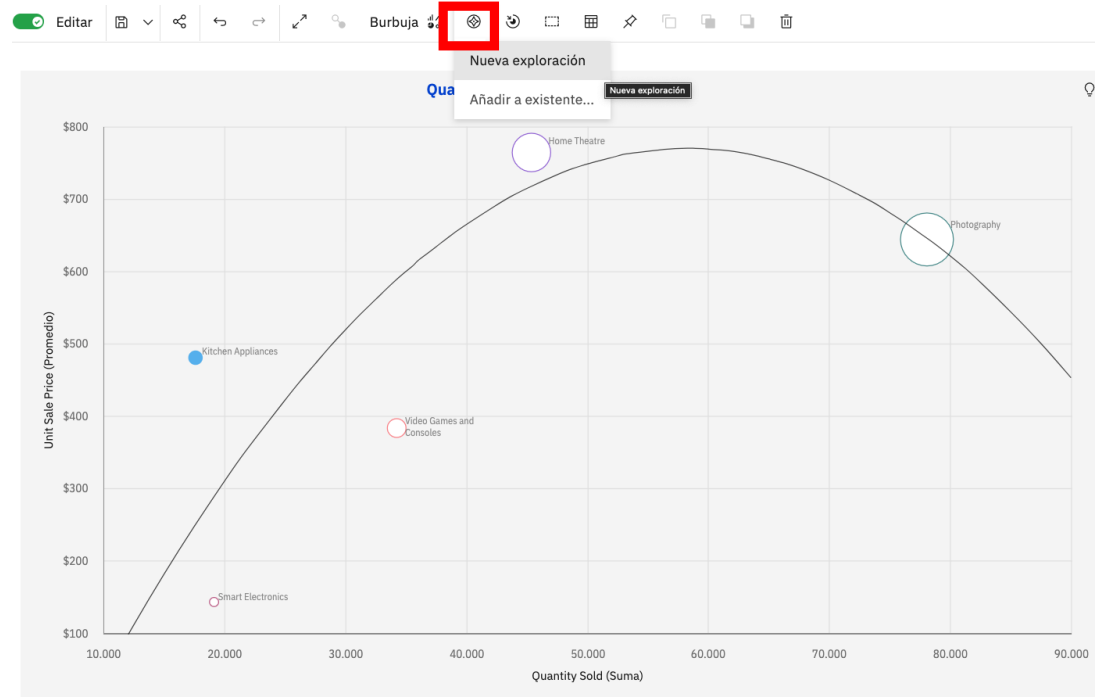 Editar
Burbuja
Nueva exploración
Añadir a existente...
Nueva exploración
Qua
$800
$700
$600
$500
$400
$300
$200
$100
Unit Sale Price (Promedio)
Home Theatre
Photography
Kitchen Appliances
Video Games and
Consoles
Smart Electronics
10.000 20.000 30.000 40.000 50.000 60.000 70.000 80.000 90.000
Quantity Sold (Suma)